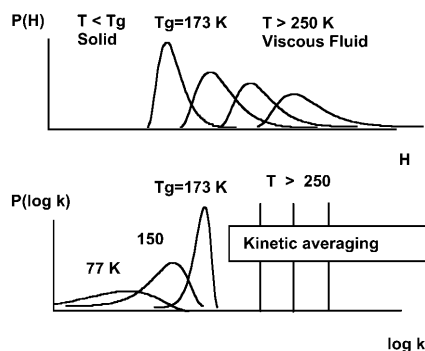 P(H)
T < Tg
Solid
Tg=173 K
T > 250 K
Viscous Fluid
H
P(log k)
Tg=173 K
T > 250
77 K
150
Kinetic averaging
log k